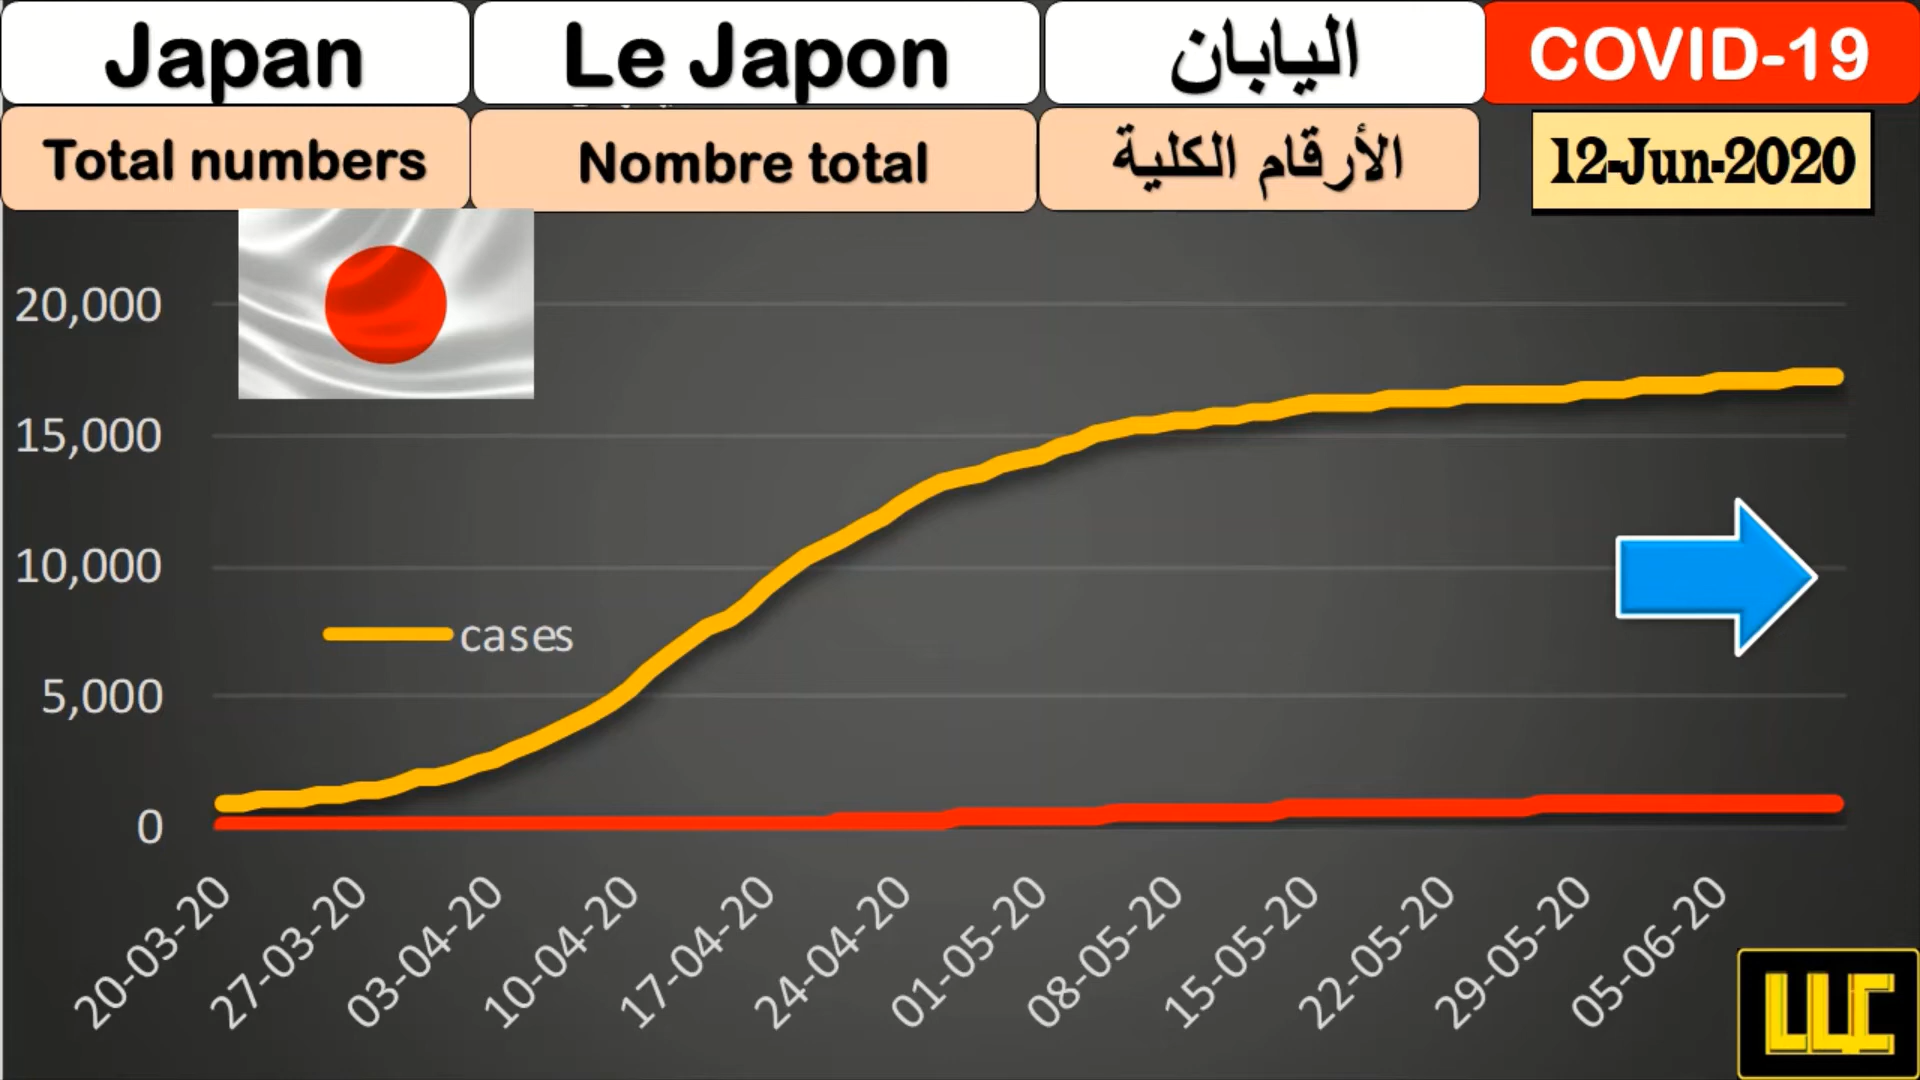 Japan
Le Japon
اليابان
COVID-19
Total numbers
Nombre total
الأرقام الكلية
12-Jun-2020
20,000
15,000
10,000
5,000
0
cases
20-03-20
27-03-20
03-04-20
10-04-20
17-04-20
24-04-20
01-05-20
08-05-20
15-05-20
22-05-20
29-05-20
05-06-20
LLC